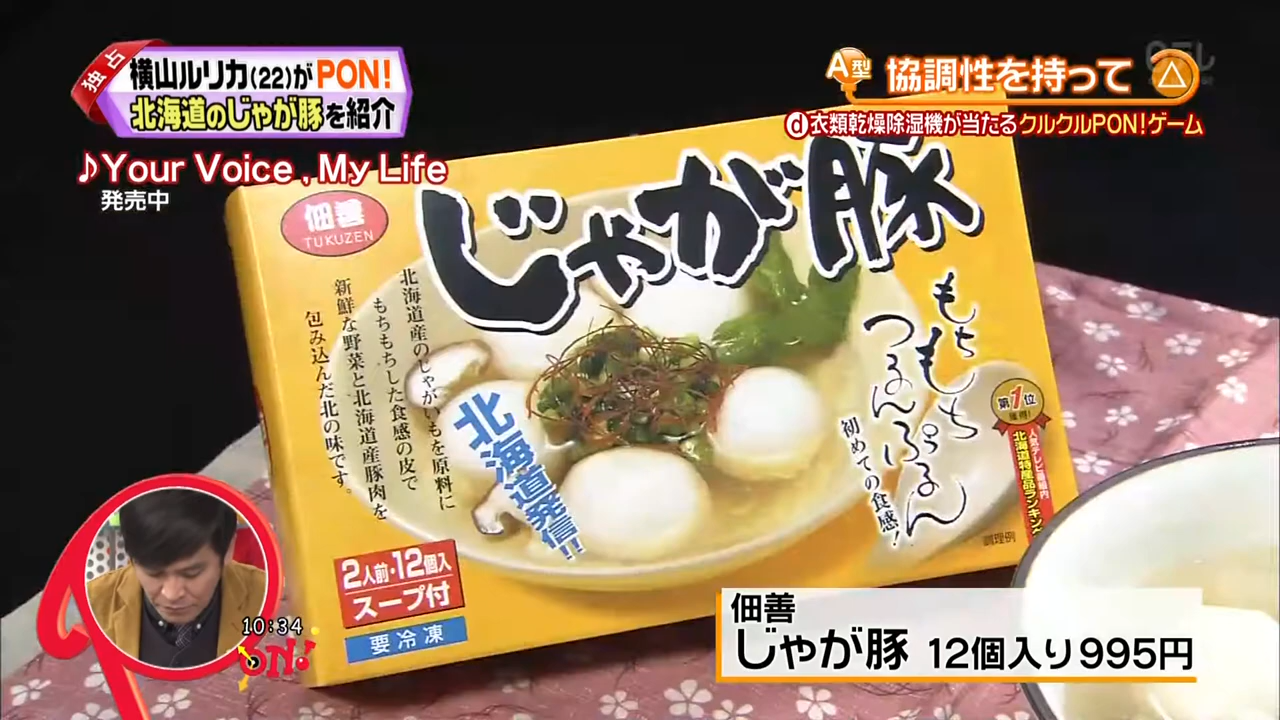 独占
横山ルリカ(22)がPON!
北海道のじゃが豚を紹介
♪Your Voice , My Life
発売中
A型
協調性を持って
△
ⓓ衣類乾燥除湿機が当たるクルクルPON!ゲーム
佃善
TUKUZEN
じゃが豚
もちもち
つるんぷるん
初めての食感!
北海道産のじゃがいもを原料に
もちもちした食感の皮で
新鮮な野菜と北海道産豚肉を
包み込んだ北の味です。
北海道発信!!
第1位
獲得!
北海道特産品ランキング
調理例
2人前・12個入
スープ付
要冷凍
10:34
佃善
じゃが豚 12個入り995円